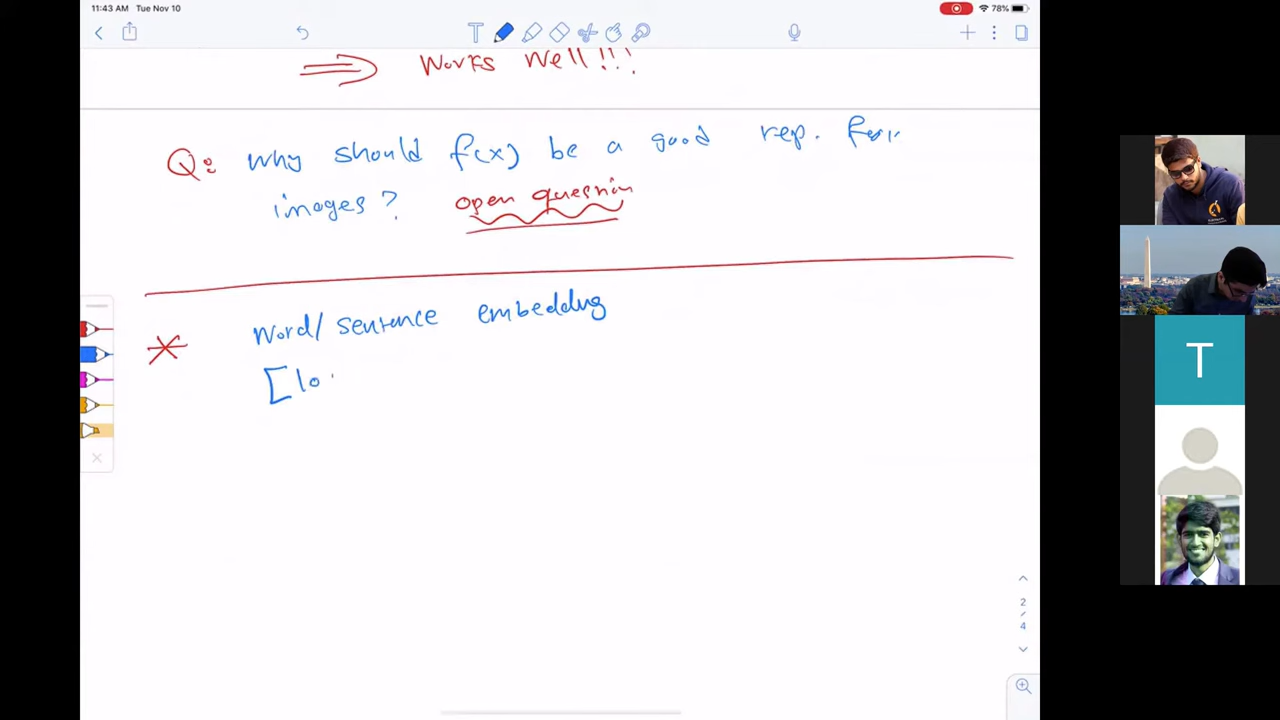 11:43 AM Tue Nov 10
78%
T
⟹ Works Well!!!
Q: Why should f(x) be a good rep. for
images? open question
* Word/ sentence embedding
[lo
2
/
4
T